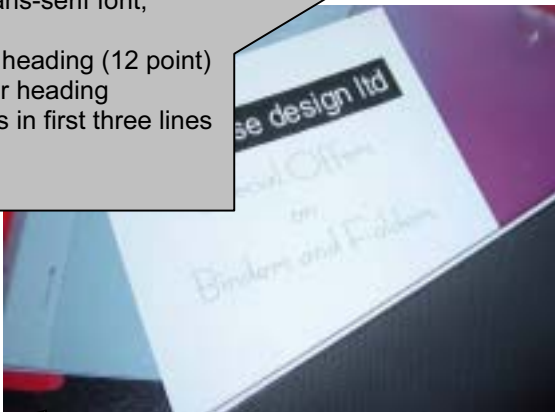 ans-serif font,
heading (12 point)
r heading
s in first three lines
se design ltd
Special Offers
on
Binders and Folders